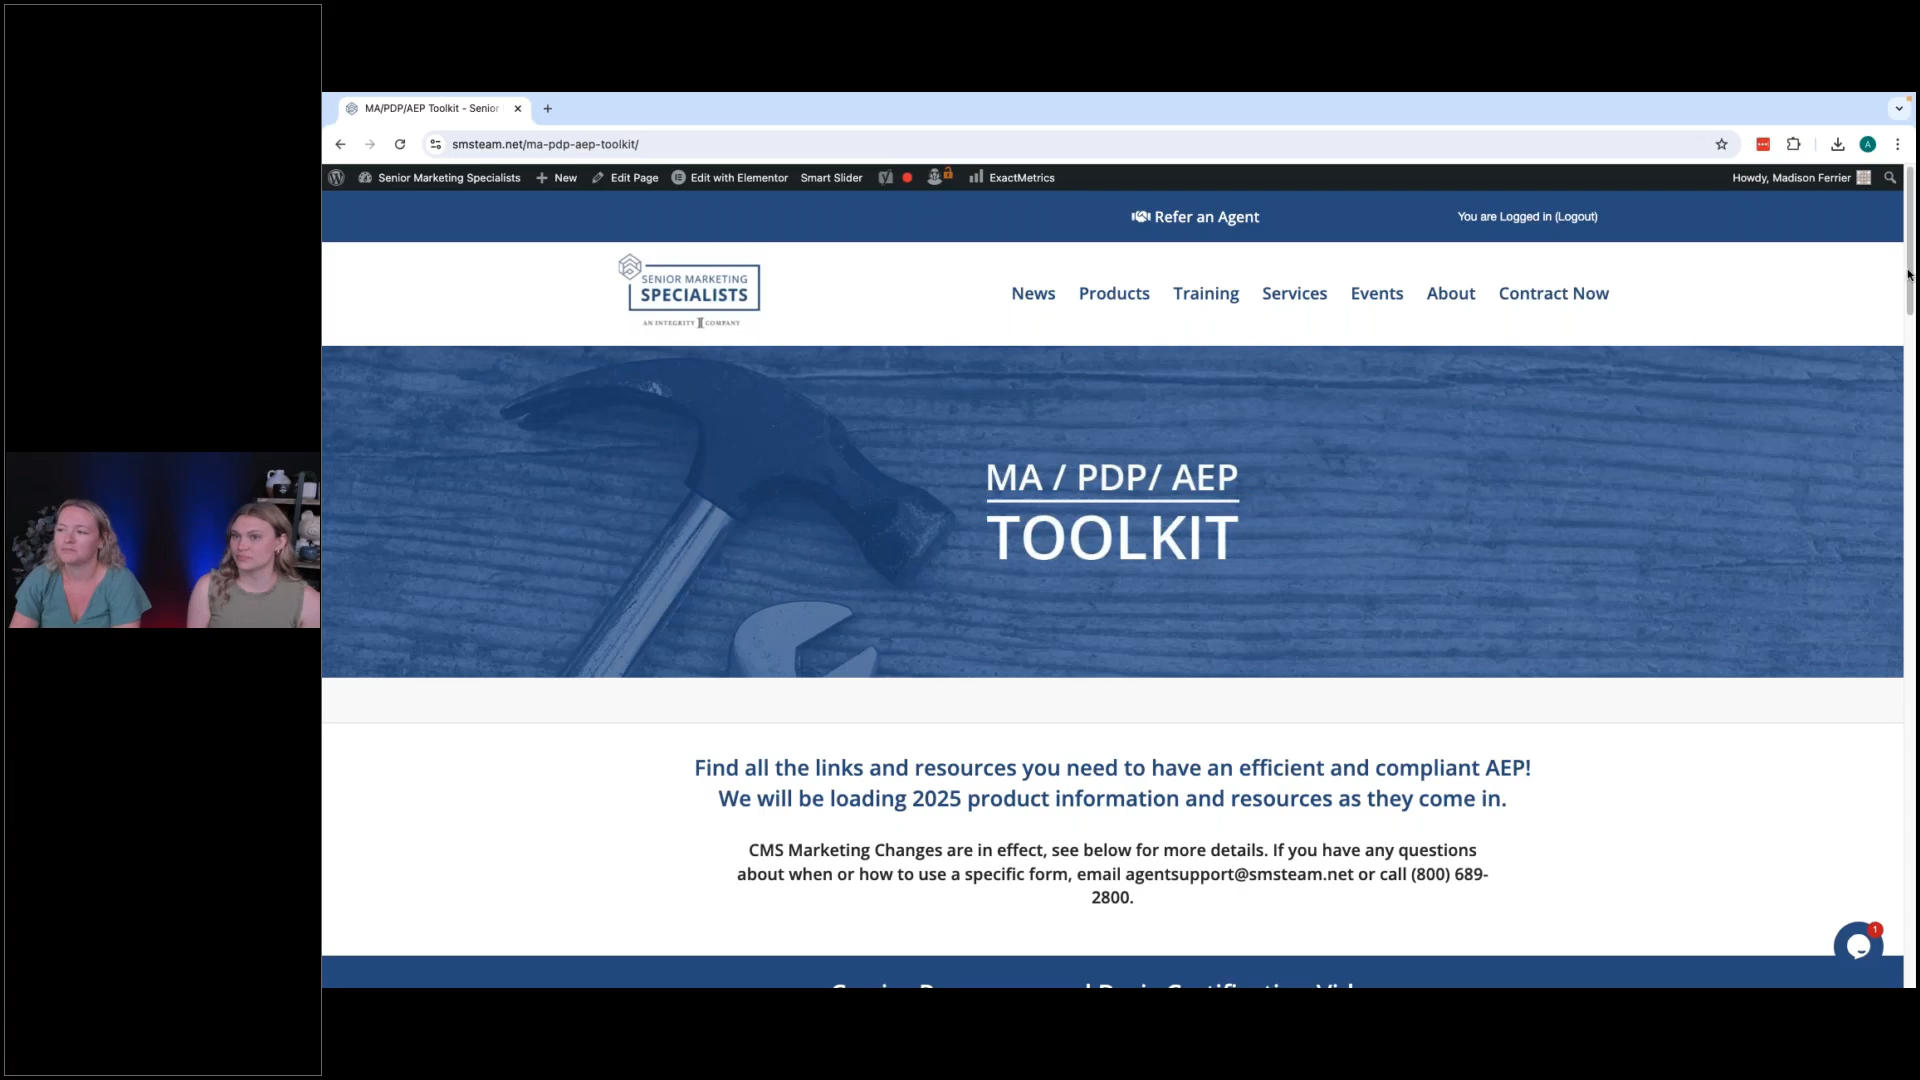 MA/PDP/AEP Toolkit - Senior
smsteam.net/ma-pdp-aep-toolkit/
A
Senior Marketing Specialists New Edit Page Edit with Elementor Smart Slider ExactMetrics Howdy, Madison Ferrier
Refer an Agent You are Logged in (Logout)
SENIOR MARKETING
SPECIALISTS
AN INTEGRITY COMPANY
News Products Training Services Events About Contract Now
MA / PDP/ AEP
TOOLKIT
Find all the links and resources you need to have an efficient and compliant AEP!
We will be loading 2025 product information and resources as they come in.
CMS Marketing Changes are in effect, see below for more details. If you have any questions
about when or how to use a specific form, email agentsupport@smsteam.net or call (800) 689-
2800.
1